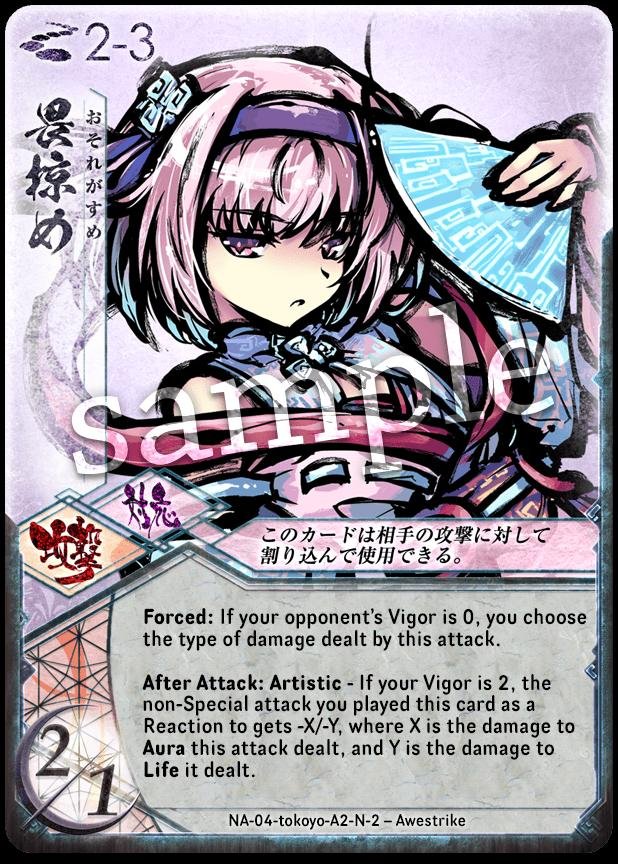 2-3
畏掠め
おそれがすめ
sample
攻撃
対応
このカードは相手の攻撃に対して
割り込んで使用できる。
Forced: If your opponent's Vigor is 0, you choose
the type of damage dealt by this attack.
After Attack: Artistic - If your Vigor is 2, the
non-Special attack you played this card as a
Reaction to gets -X/-Y, where X is the damage to
Aura this attack dealt, and Y is the damage to
Life it dealt.
2/1
NA-04-tokoyo-A2-N-2 – Awestrike